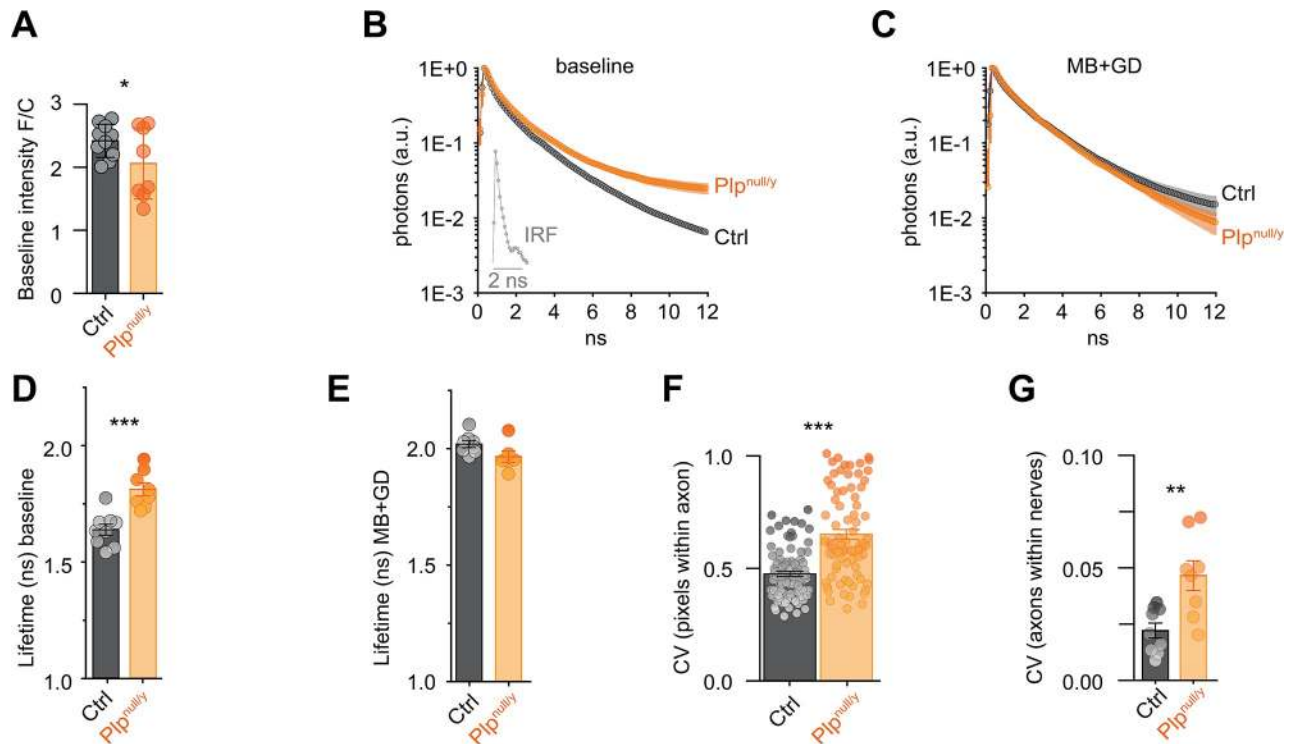 A
Baseline intensity F/C
3
2
1
0
*
Ctrl
Plp^null/y
B
baseline
photons (a.u.)
1E+0
1E-1
1E-2
1E-3
Plp^null/y
Ctrl
IRF
2 ns
0 2 4 6 8 10 12
ns
C
MB+GD
photons (a.u.)
1E+0
1E-1
1E-2
1E-3
Ctrl
Plp^null/y
0 2 4 6 8 10 12
ns
D
Lifetime (ns) baseline
2.0
1.5
1.0
***
Ctrl
Plp^null/y
E
Lifetime (ns) MB+GD
2.0
1.5
1.0
Ctrl
Plp^null/y
F
CV (pixels within axon)
1.0
0.5
0.0
***
Ctrl
Plp^null/y
G
CV (axons within nerves)
0.10
0.05
0.00
**
Ctrl
Plp^null/y